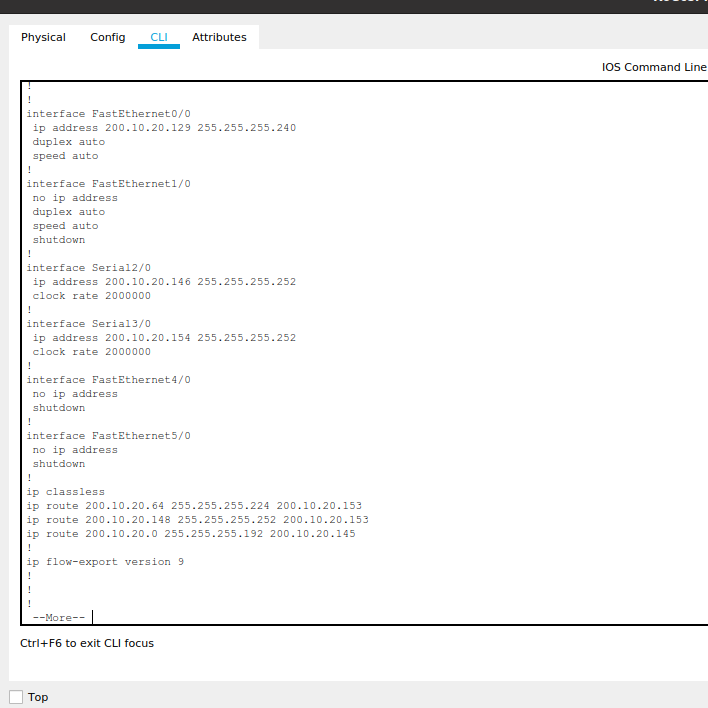 Physical Config CLI Attributes
IOS Command Line
!
!
interface FastEthernet0/0
ip address 200.10.20.129 255.255.255.240
duplex auto
speed auto
!
interface FastEthernet1/0
no ip address
duplex auto
speed auto
shutdown
!
interface Serial2/0
ip address 200.10.20.146 255.255.255.252
clock rate 2000000
!
interface Serial3/0
ip address 200.10.20.154 255.255.255.252
clock rate 2000000
!
interface FastEthernet4/0
no ip address
shutdown
!
interface FastEthernet5/0
no ip address
shutdown
!
ip classless
ip route 200.10.20.64 255.255.255.224 200.10.20.153
ip route 200.10.20.148 255.255.255.252 200.10.20.153
ip route 200.10.20.0 255.255.255.192 200.10.20.145
!
ip flow-export version 9
!
!
!
--More--
Ctrl+F6 to exit CLI focus
Top